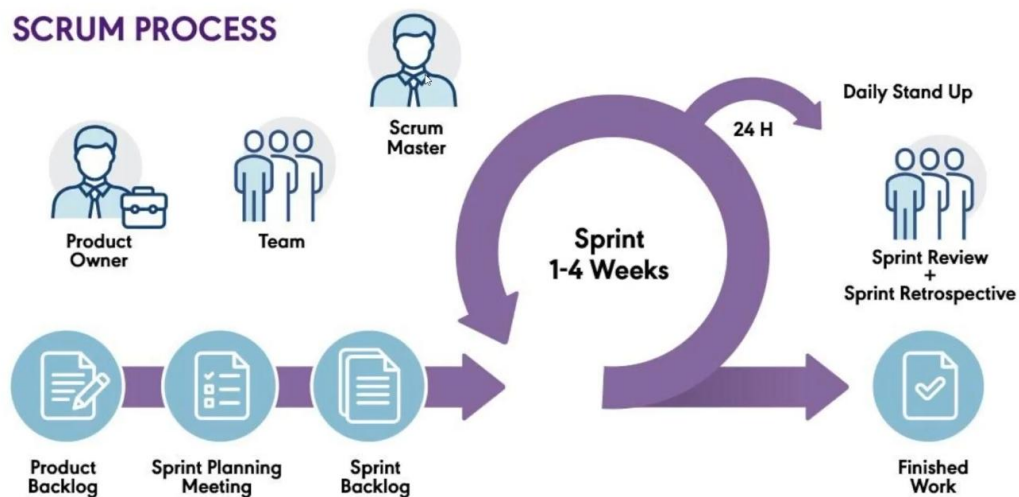 SCRUM PROCESS
Scrum
Master
Product
Owner
Team
24 H
Daily Stand Up
Sprint
1-4 Weeks
Sprint Review
+
Sprint Retrospective
Product
Backlog
Sprint Planning
Meeting
Sprint
Backlog
Finished
Work